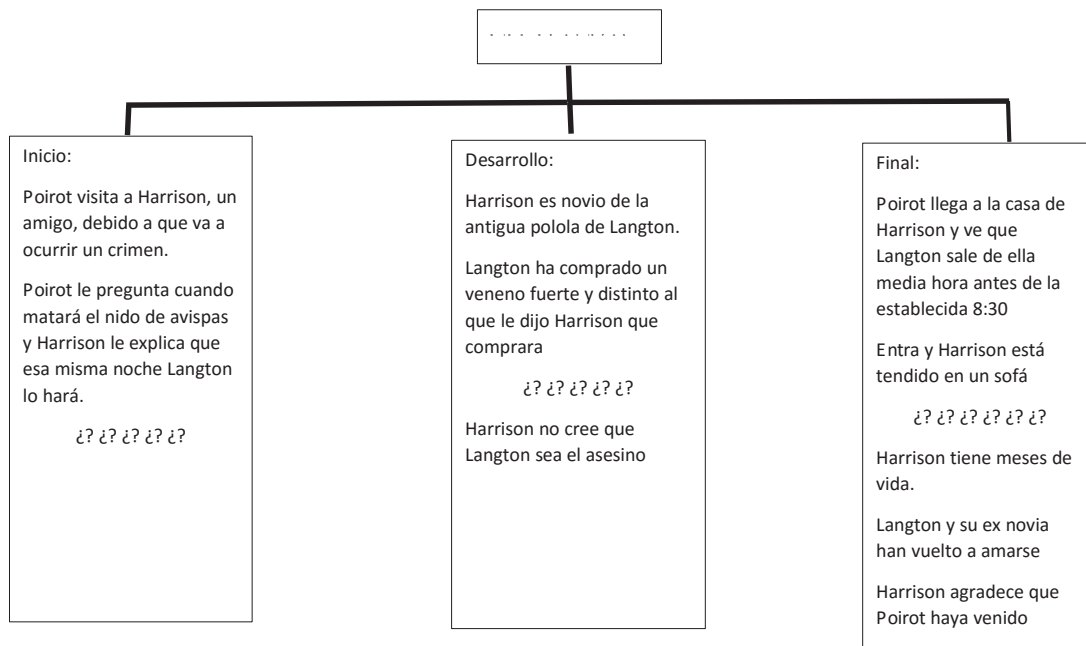 Inicio:
Poirot visita a Harrison, un
amigo, debido a que va a
ocurrir un crimen.
Poirot le pregunta cuando
matará el nido de avispas
y Harrison le explica que
esa misma noche Langton
lo hará.
¿? ¿? ¿? ¿? ¿?
Desarrollo:
Harrison es novio de la
antigua polola de Langton.
Langton ha comprado un
veneno fuerte y distinto al
que le dijo Harrison que
comprara
¿? ¿? ¿? ¿? ¿?
Harrison no cree que
Langton sea el asesino
Final:
Poirot llega a la casa de
Harrison y ve que
Langton sale de ella
media hora antes de la
establecida 8:30
Entra y Harrison está
tendido en un sofá
¿? ¿? ¿? ¿? ¿? ¿?
Harrison tiene meses de
vida.
Langton y su ex novia
han vuelto a amarse
Harrison agradece que
Poirot haya venido